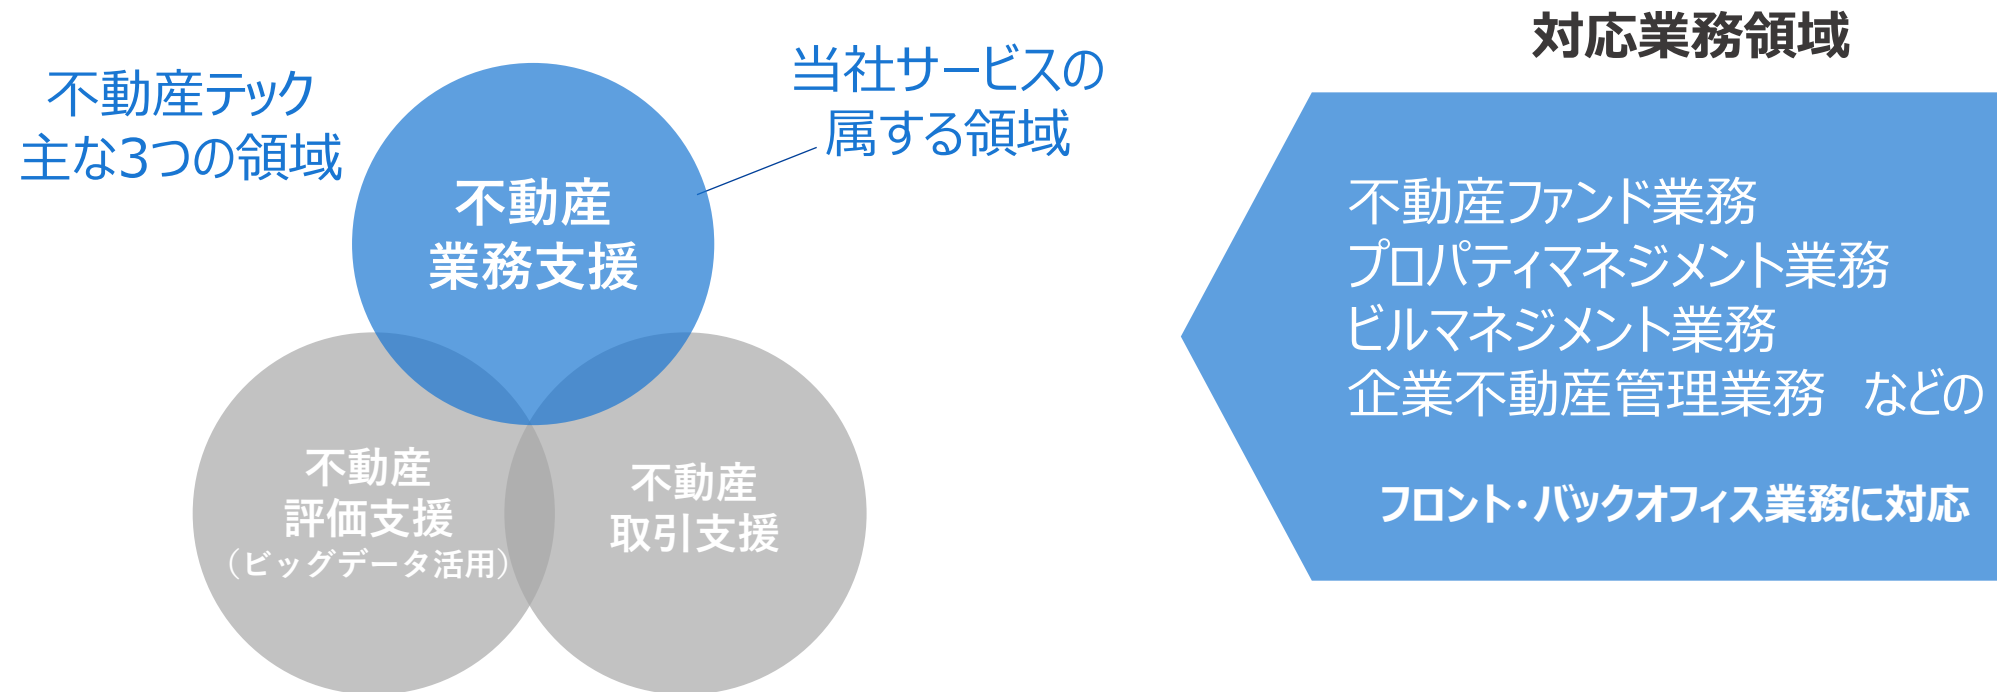 不動産テック
主な3つの領域
当社サービスの
属する領域
不動産
業務支援
不動産
評価支援
（ビッグデータ活用）
不動産
取引支援
対応業務領域
不動産ファンド業務
プロパティマネジメント業務
ビルマネジメント業務
企業不動産管理業務　などの
フロント・バックオフィス業務に対応